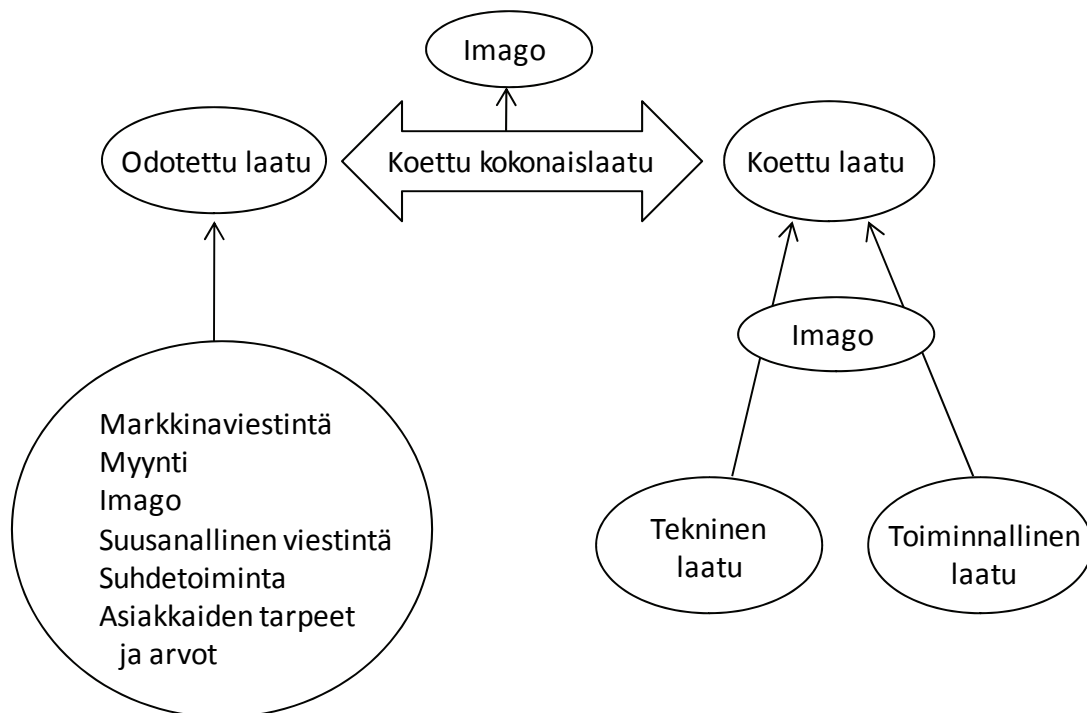 Imago
Odotettu laatu
Koettu kokonaislaatu
Koettu laatu
Imago
Markkinaviestintä
Myynti
Imago
Suusanallinen viestintä
Suhdetoiminta
Asiakkaiden tarpeet
ja arvot
Tekninen
laatu
Toiminnallinen
laatu